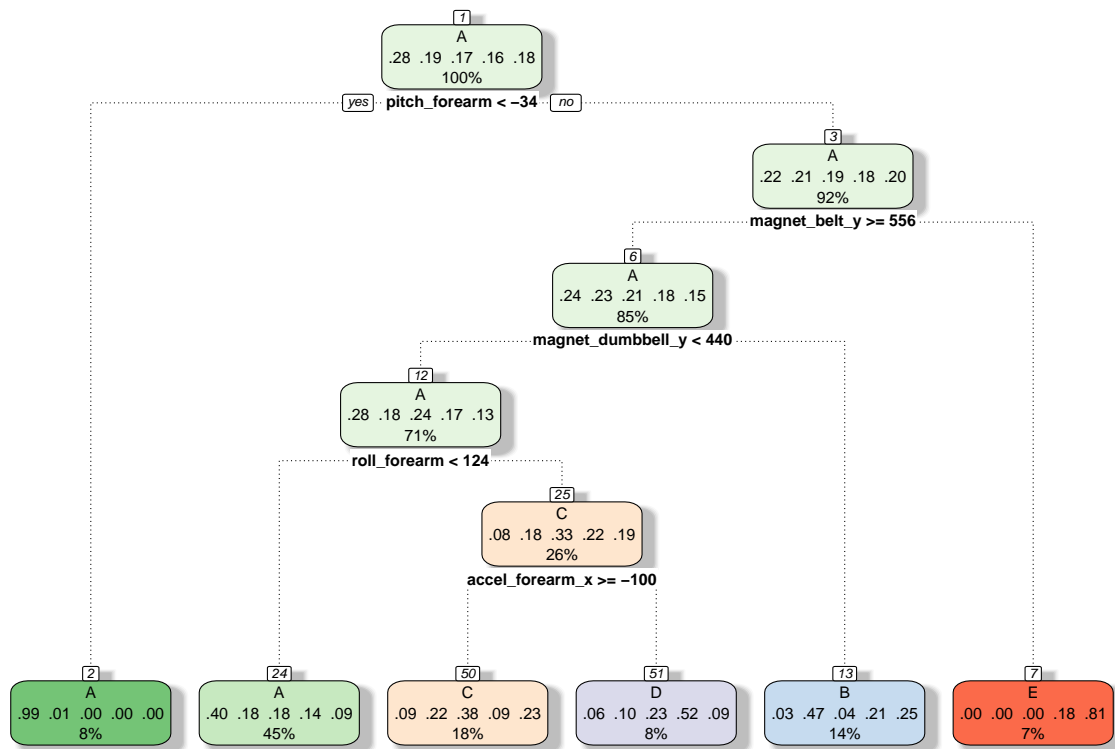 1
A
.28 .19 .17 .16 .18
100%
yes pitch_forearm < −34 no
3
A
.22 .21 .19 .18 .20
92%
magnet_belt_y >= 556
6
A
.24 .23 .21 .18 .15
85%
magnet_dumbbell_y < 440
12
A
.28 .18 .24 .17 .13
71%
roll_forearm < 124
25
C
.08 .18 .33 .22 .19
26%
accel_forearm_x >= −100
2
A
.99 .01 .00 .00 .00
8%
24
A
.40 .18 .18 .14 .09
45%
50
C
.09 .22 .38 .09 .23
18%
51
D
.06 .10 .23 .52 .09
8%
13
B
.03 .47 .04 .21 .25
14%
7
E
.00 .00 .00 .18 .81
7%